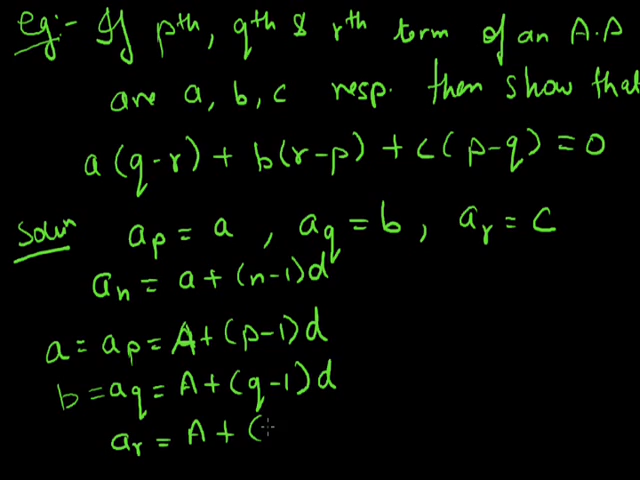 eg:- If pth, qth & rth term of an A.P
are a, b, c resp. then show that
a(q-r) + b(r-p) + c(p-q) = 0
Soln ap = a , aq = b , ar = c
an = a + (n-1)d
a = ap = A + (p-1)d
b = aq = A + (q-1)d
ar = A + (